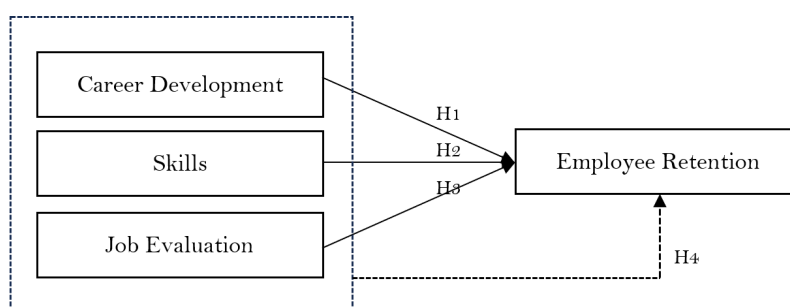 Career Development
H1
Skills
H2
Employee Retention
H3
Job Evaluation
H4